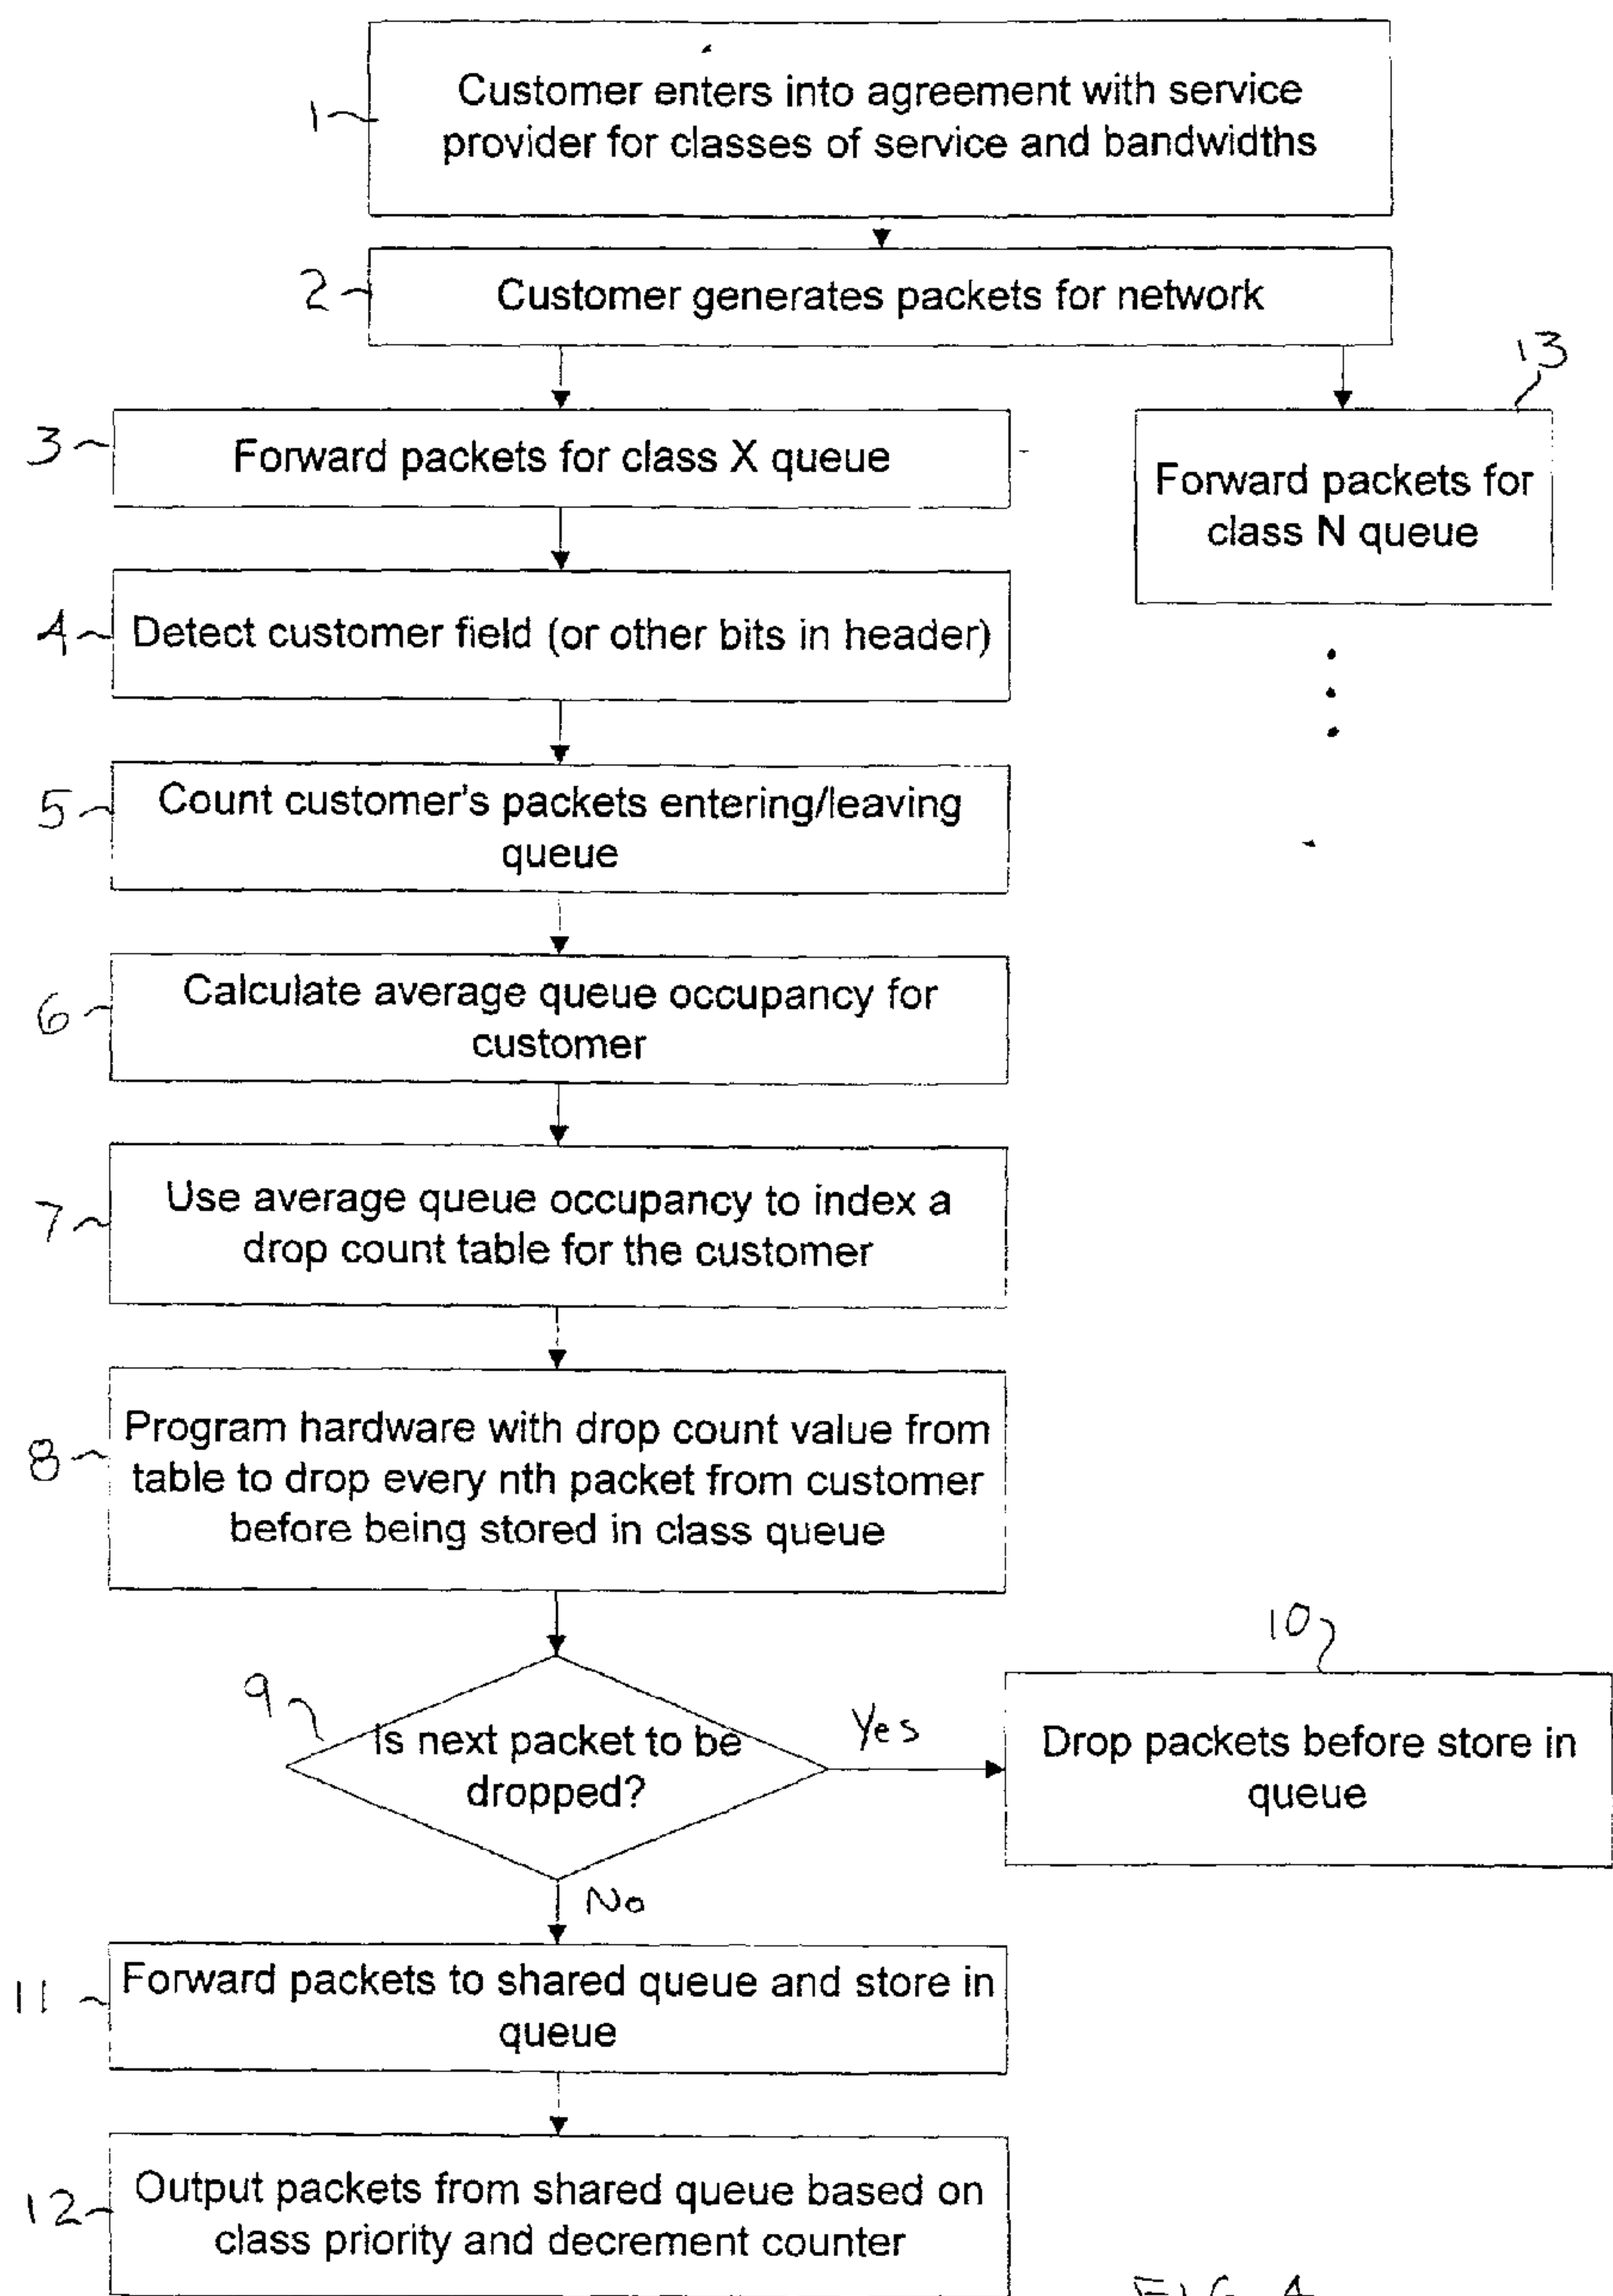 1
Customer enters into agreement with service
provider for classes of service and bandwidths
2
Customer generates packets for network
13
3
Forward packets for class X queue
Forward packets for
class N queue
4
Detect customer field (or other bits in header)
5
Count customer's packets entering/leaving
queue
6
Calculate average queue occupancy for
customer
7
Use average queue occupancy to index a
drop count table for the customer
8
Program hardware with drop count value from
table to drop every nth packet from customer
before being stored in class queue
9
Is next packet to be
dropped?
Yes
10
Drop packets before store in
queue
No
11
Forward packets to shared queue and store in
queue
12
Output packets from shared queue based on
class priority and decrement counter